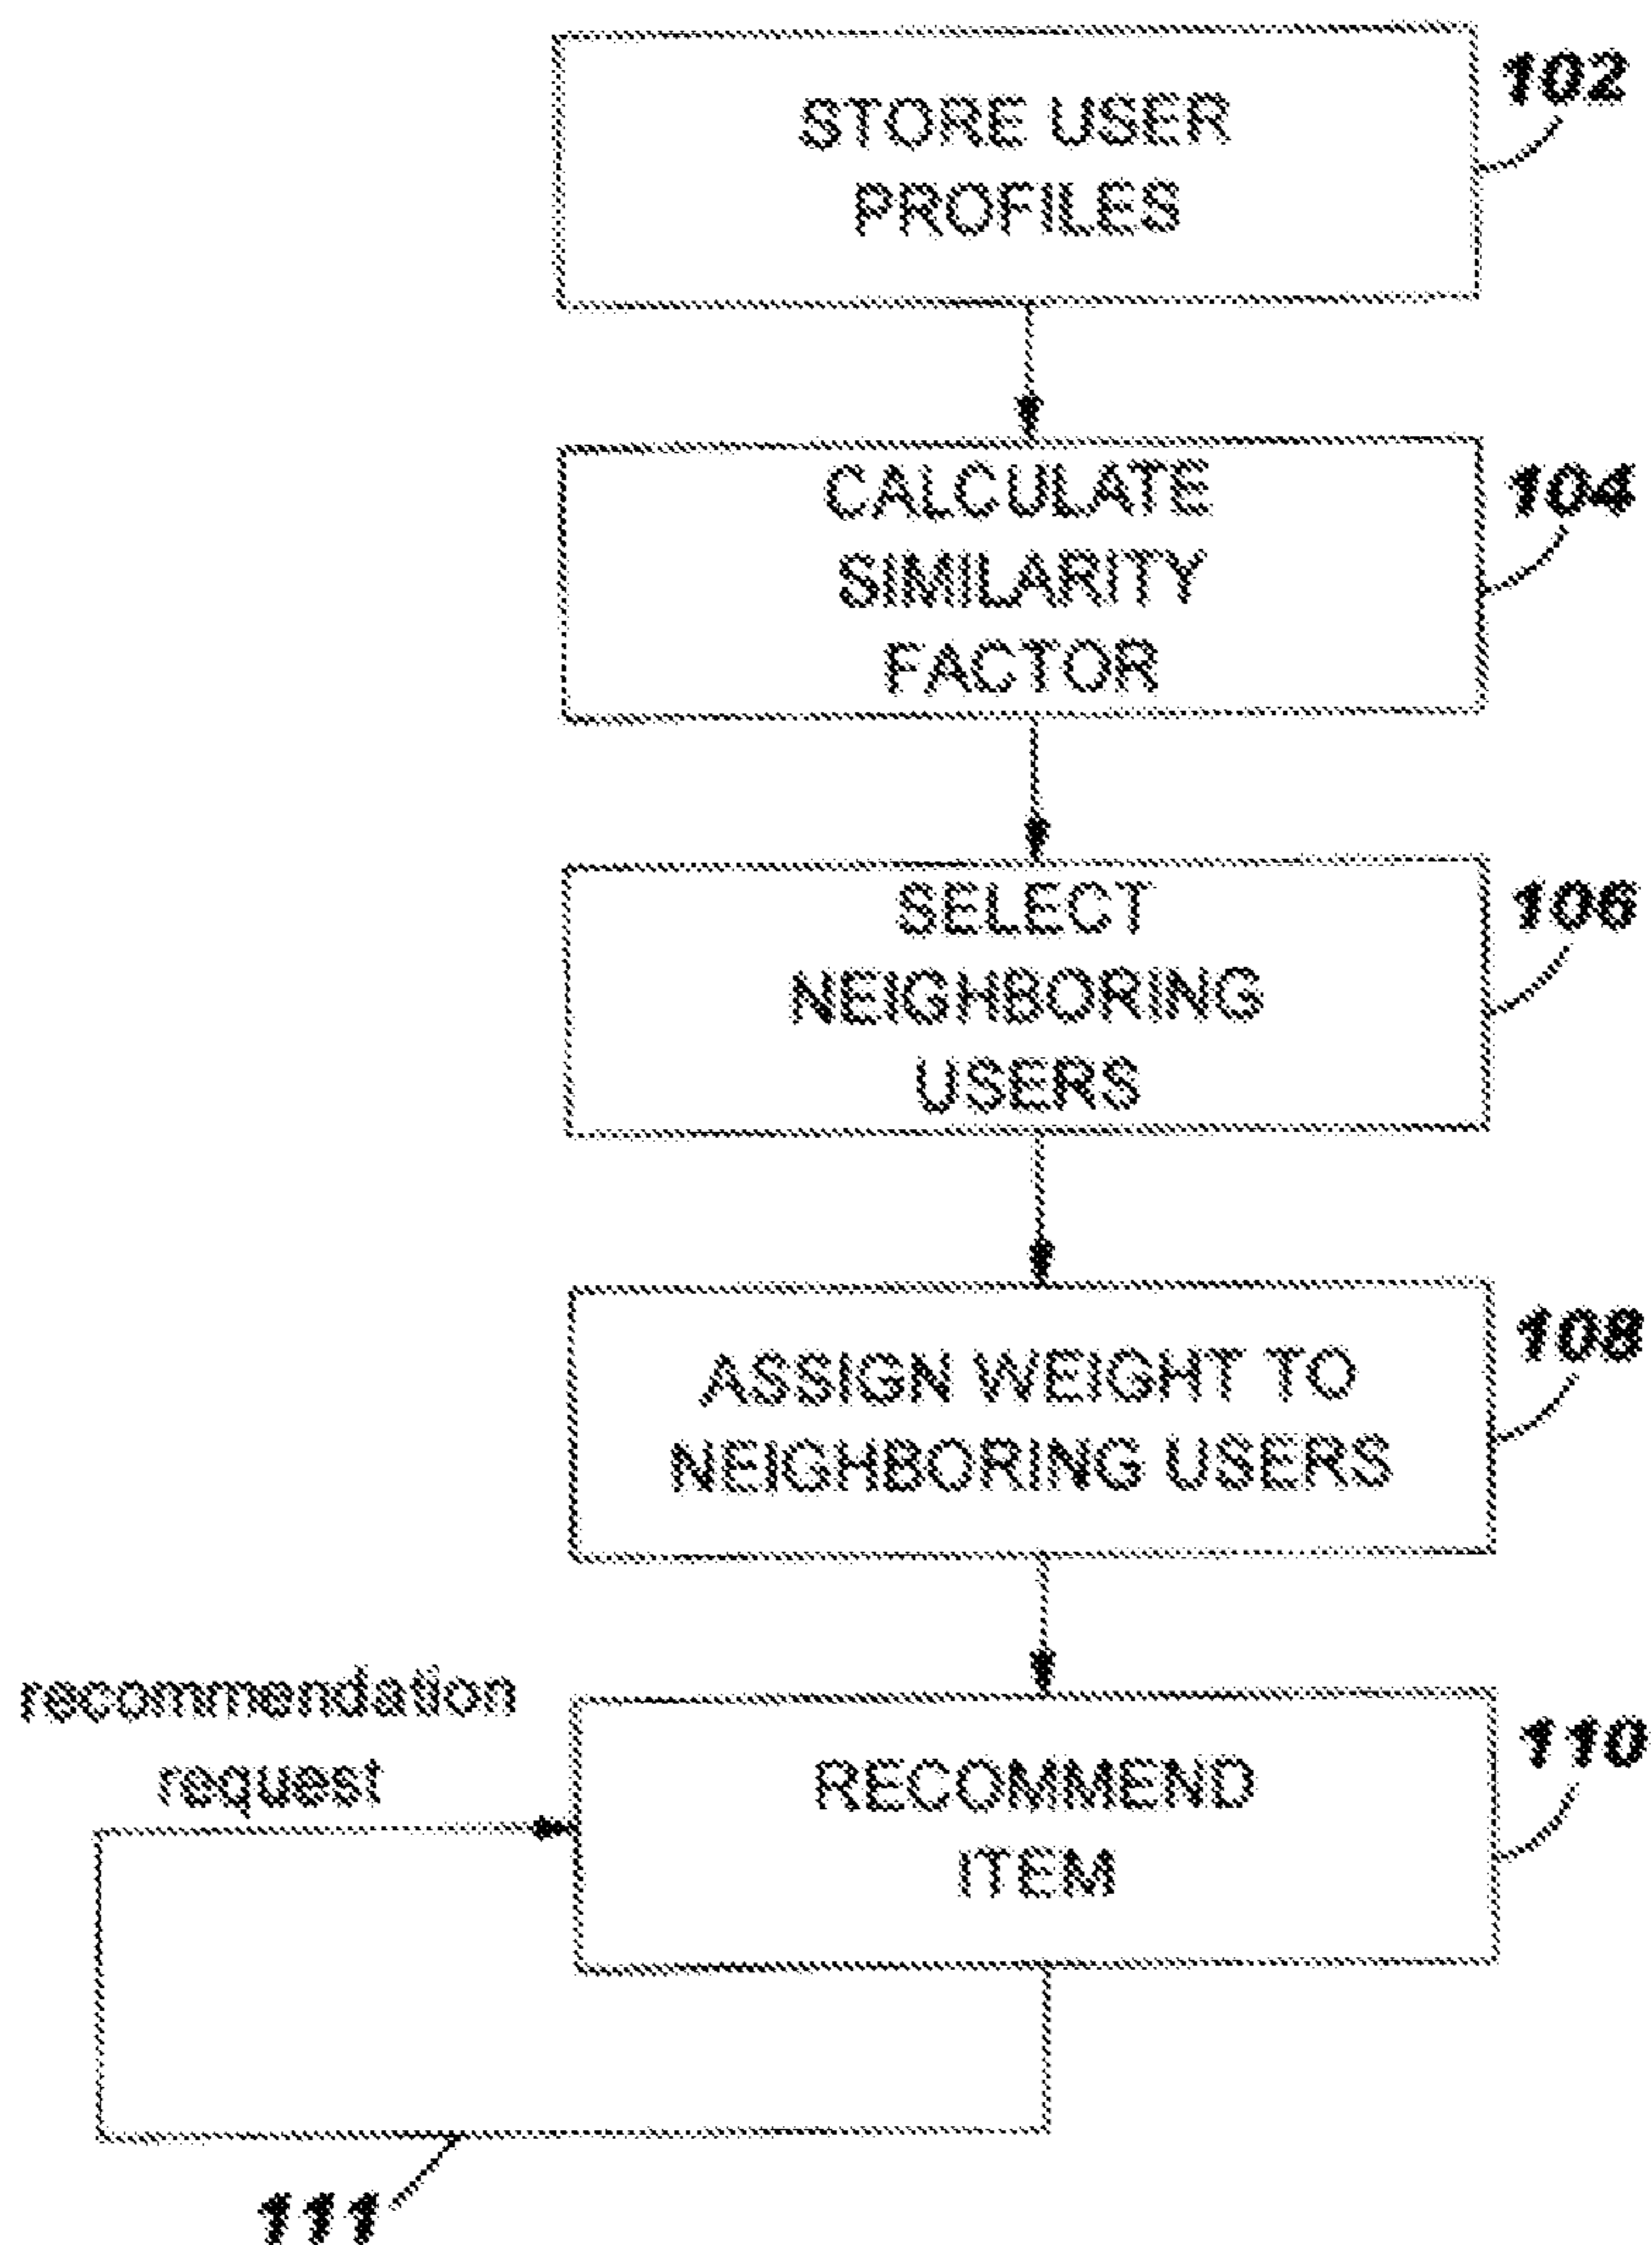 STORE USER
PROFILES
102
CALCULATE
SIMILARITY
FACTOR
104
SELECT
NEIGHBORING
USERS
106
ASSIGN WEIGHT TO
NEIGHBORING USERS
108
recommendation
request
RECOMMEND
ITEM
110
111